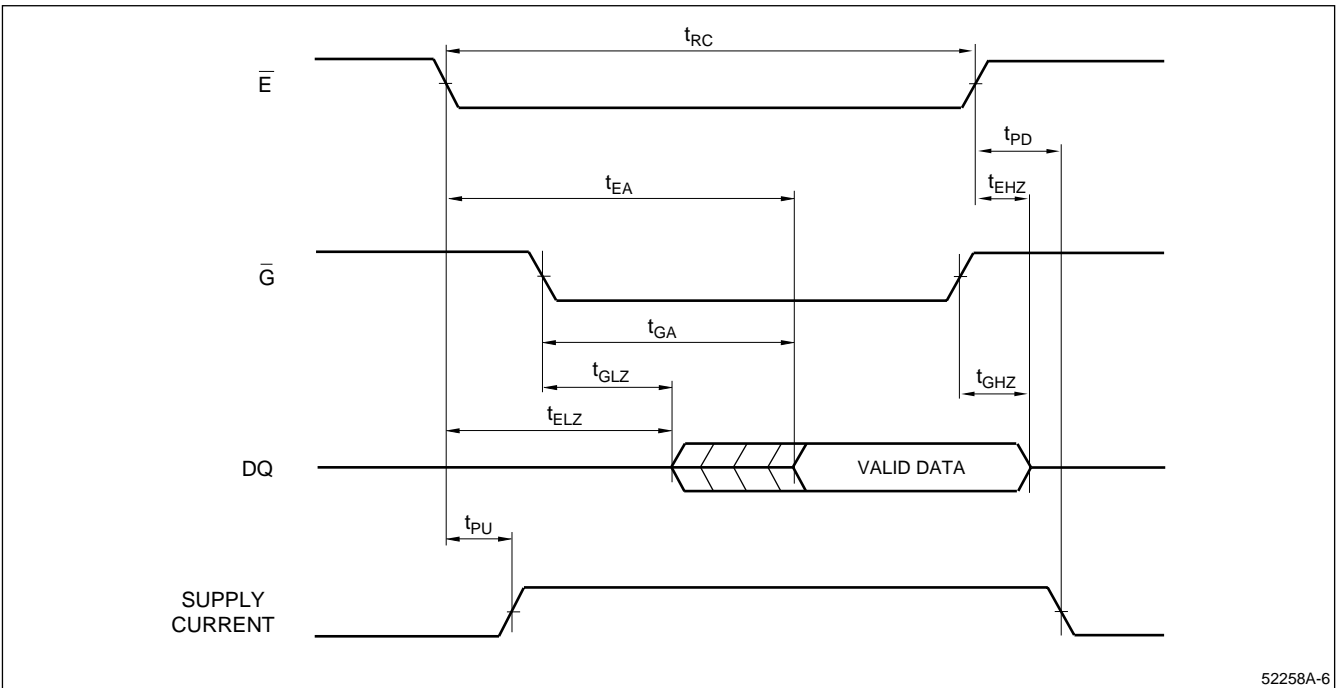 tRC
E̅
tPD
tEA
tEHZ
G̅
tGA
tGLZ
tGHZ
tELZ
DQ
VALID DATA
tPU
SUPPLY
CURRENT
52258A-6